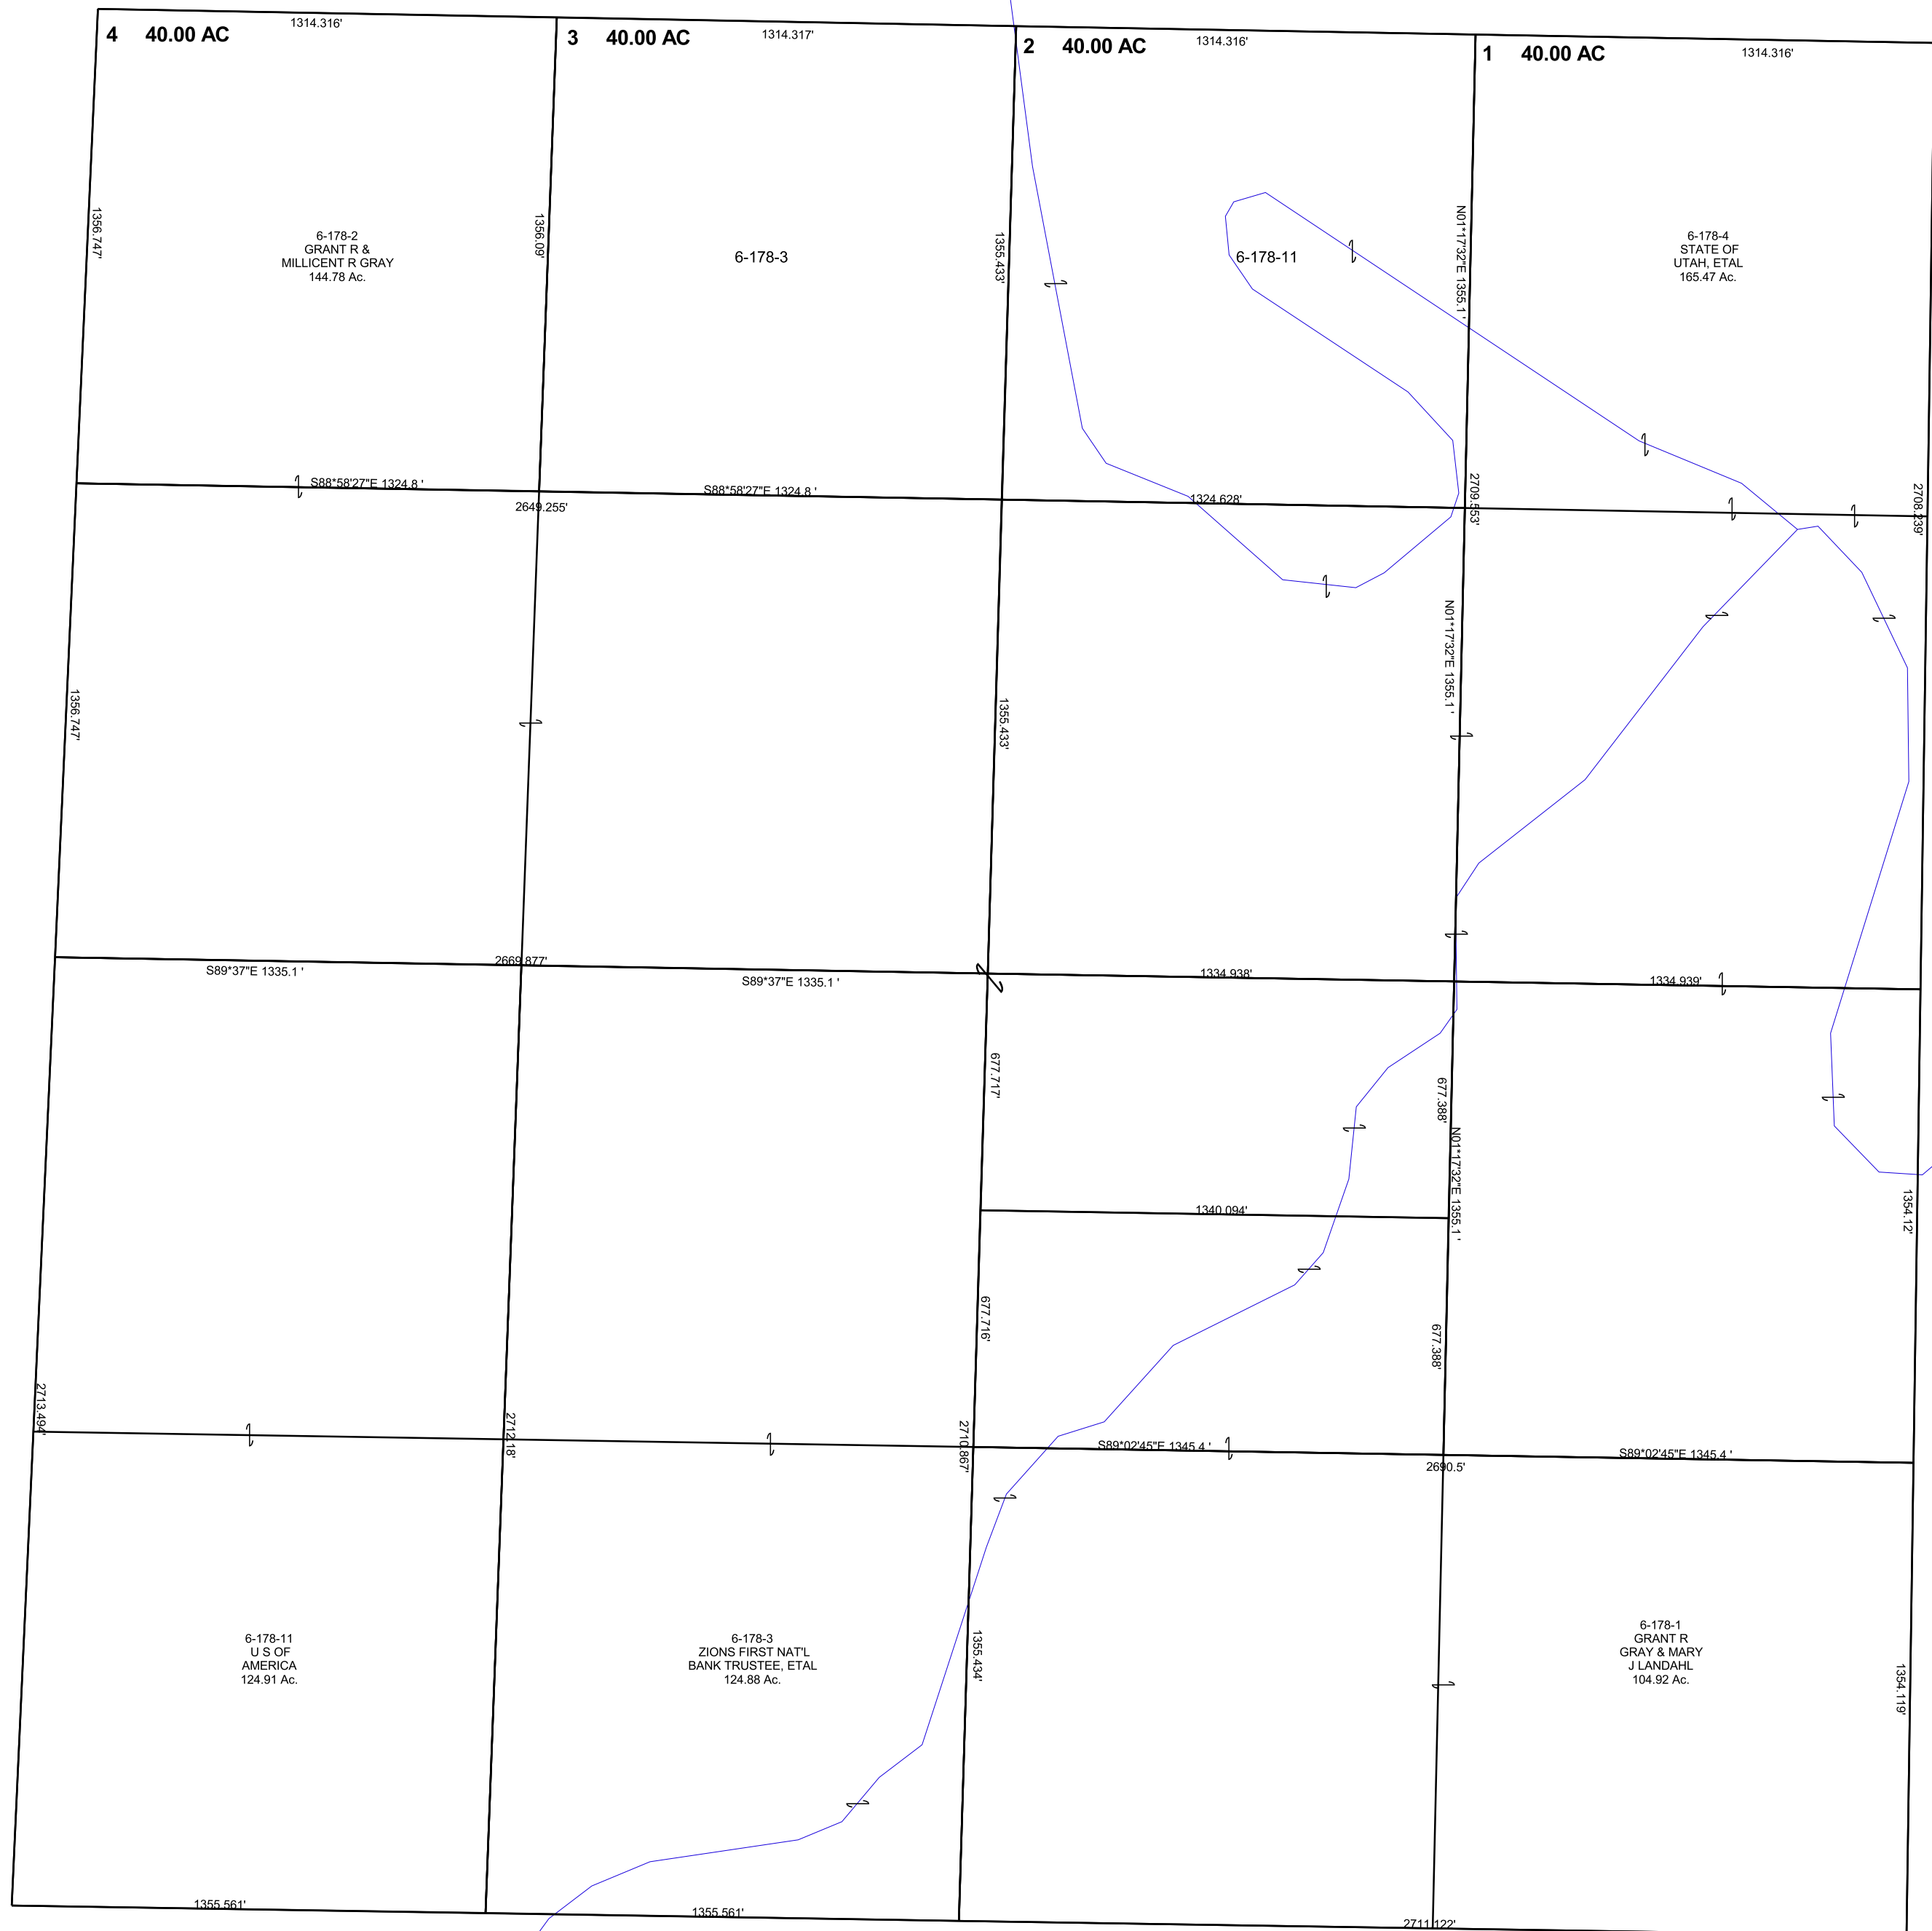 4 40.00 AC
1314.316'
3 40.00 AC
1314.317'
2 40.00 AC
1314.316'
1 40.00 AC
1314.316'
1356.747'
6-178-2
GRANT R &
MILLICENT R GRAY
144.78 Ac.
1356.09'
6-178-3
1355.433'
6-178-11
N01*17'32"E 1355.1 '
6-178-4
STATE OF
UTAH, ETAL
165.47 Ac.
S88*58'27"E 1324.8 '
2649.255'
S88*58'27"E 1324.8 '
1324.628'
2709.553'
2708.239'
1356.747'
1355.433'
N01*17'32"E 1355.1 '
S89*37"E 1335.1 '
2669.877'
S89*37"E 1335.1 '
1334.938'
1334.939'
677.717'
677.388'
N01*17'32"E 1355.1 '
1340.094'
1354.12'
677.716'
677.388'
2713.494'
2712.18'
2710.867'
S89*02'45"E 1345.4 '
2690.5'
S89*02'45"E 1345.4 '
6-178-11
U S OF
AMERICA
124.91 Ac.
6-178-3
ZIONS FIRST NAT'L
BANK TRUSTEE, ETAL
124.88 Ac.
1355.434'
6-178-1
GRANT R
GRAY & MARY
J LANDAHL
104.92 Ac.
1354.119'
1355.561'
1355.561'
2711.122'